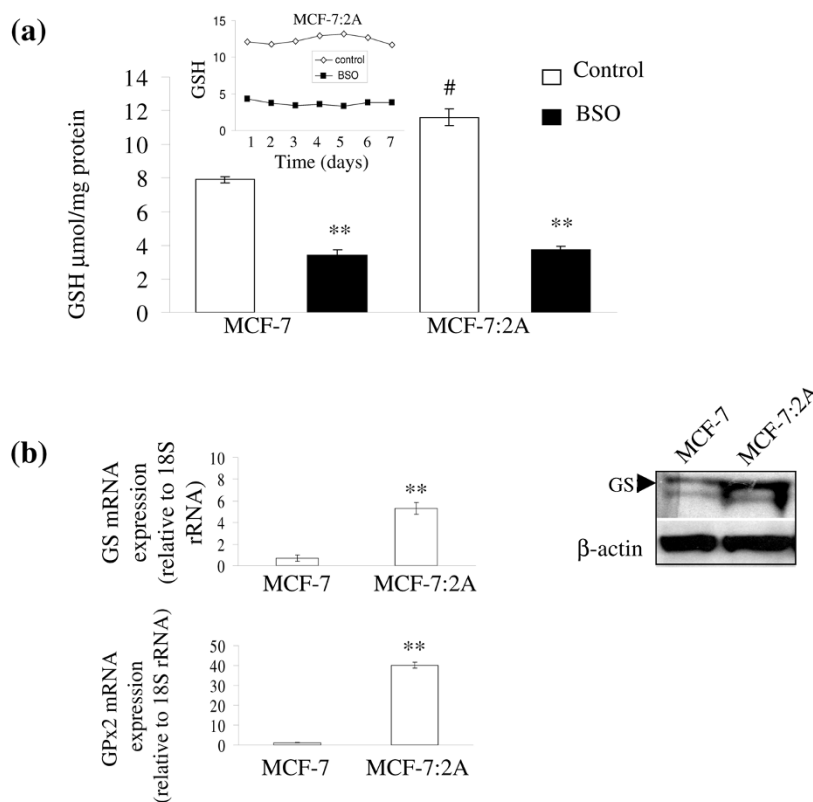 (a)
MCF-7:2A
15
10
5
0
GSH
control
BSO
1 2 3 4 5 6 7
Time (days)
14
12
10
8
6
4
2
0
GSH µmol/mg protein
**
#
**
MCF-7
MCF-7:2A
Control
BSO
(b)
GS mRNA
expression
(relative to 18S
rRNA)
10
8
6
4
2
0
**
MCF-7
MCF-7:2A
MCF-7
MCF-7:2A
GS
β-actin
GPx2 mRNA
expression
(relative to 18S rRNA)
50
40
30
20
10
0
**
MCF-7
MCF-7:2A